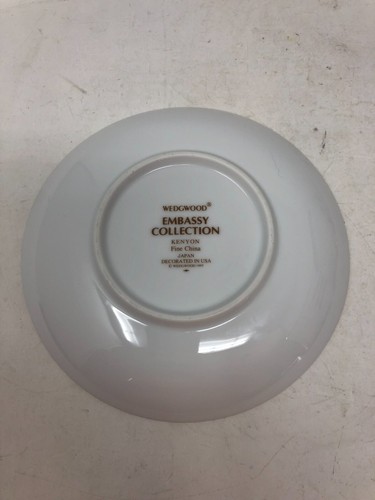 WEDGWOOD®
EMBASSY
COLLECTION
KENYON
Fine China
JAPAN
DECORATED IN USA